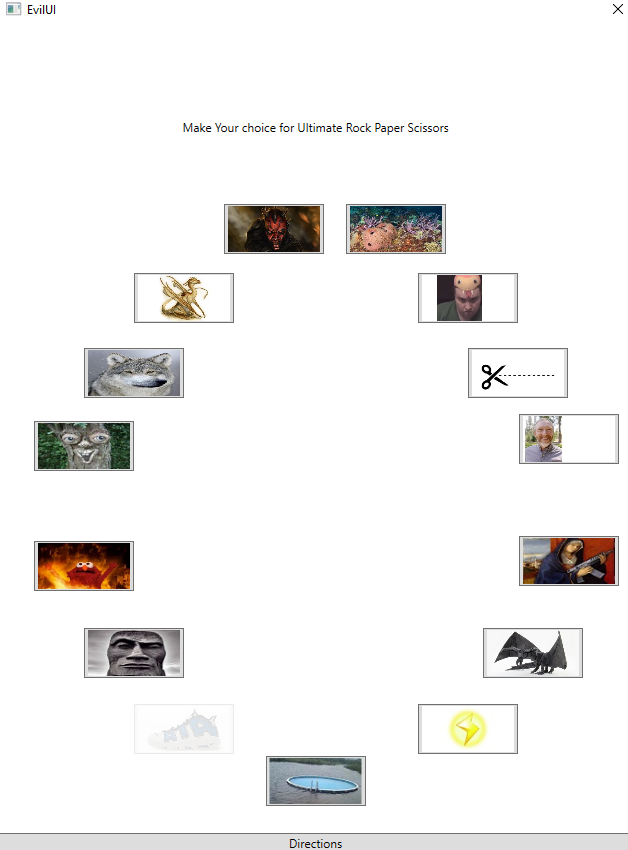 EvilUI
Make Your choice for Ultimate Rock Paper Scissors
Directions